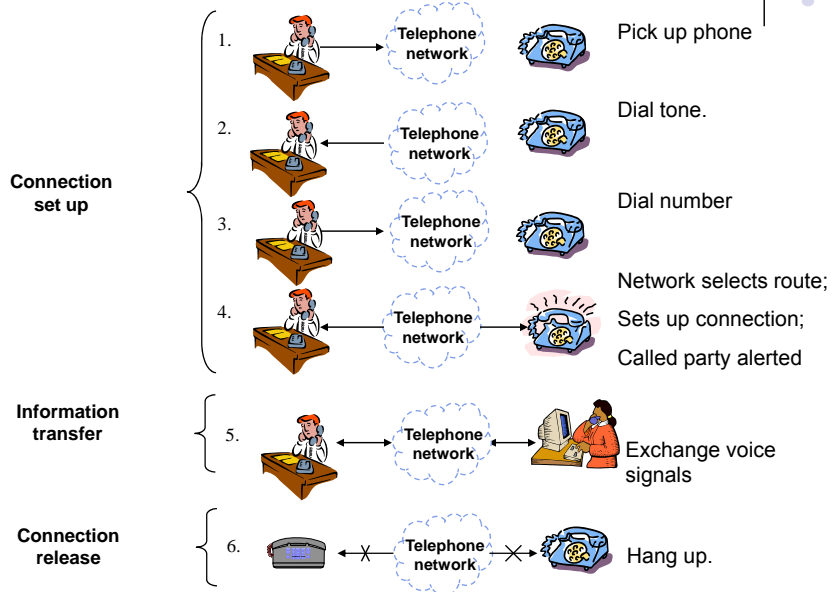 1.
Telephone
network
Pick up phone
2.
Telephone
network
Dial tone.
Connection
set up
3.
Telephone
network
Dial number
4.
Telephone
network
Network selects route;
Sets up connection;
Called party alerted
Information
transfer
5.
Telephone
network
Exchange voice
signals
Connection
release
6.
Telephone
network
Hang up.